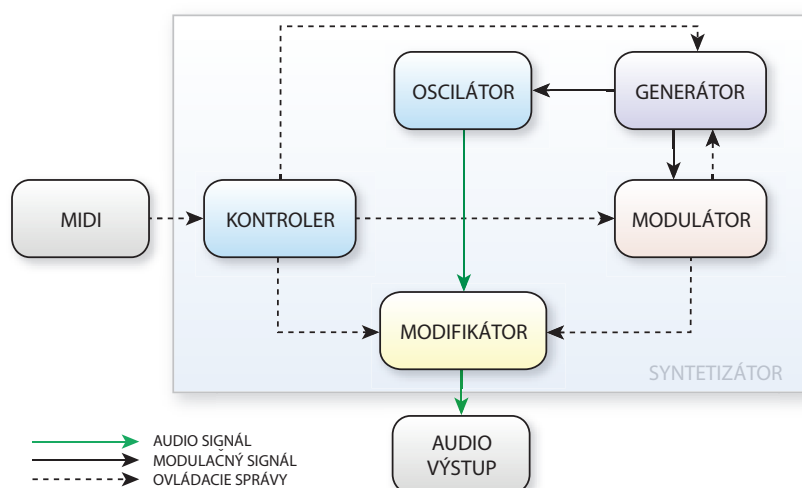 OSCILÁTOR
GENERÁTOR
MIDI
KONTROLER
MODULÁTOR
MODIFIKÁTOR
SYNTETIZÁTOR
AUDIO
VÝSTUP
AUDIO SIGNÁL
MODULAČNÝ SIGNÁL
OVLÁDACIE SPRÁVY